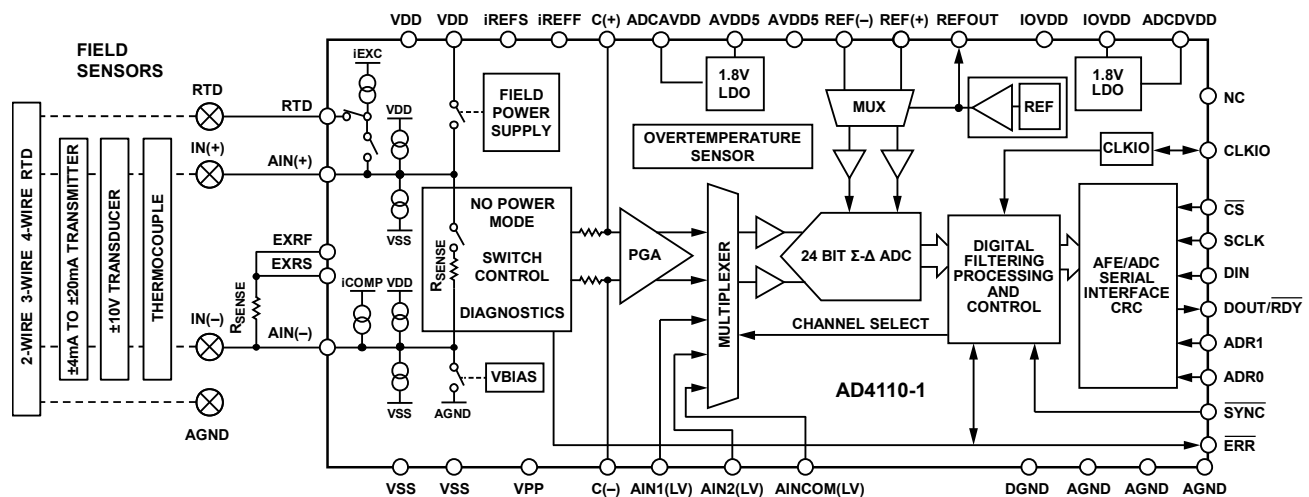 VDD VDD iREFS iREFF C(+) ADCAVDD AVDD5 AVDD5 REF(–) REF(+) REFOUT IOVDD IOVDD ADCDVDD
FIELD
SENSORS
2-WIRE 3-WIRE 4-WIRE RTD
±4mA TO ±20mA TRANSMITTER
±10V TRANSDUCER
THERMOCOUPLE
RTD
IN(+)
EXRF
EXRS
RSENSE
IN(–)
AGND
RTD
AIN(+)
AIN(–)
iEXC
VDD
VSS
iCOMP
VDD
VSS
FIELD
POWER
SUPPLY
RSENSE
NO POWER
MODE
SWITCH
CONTROL
DIAGNOSTICS
VBIAS
AGND
PGA
OVERTEMPERATURE
SENSOR
1.8V
LDO
MUX
REF
1.8V
LDO
MULTIPLEXER
24 BIT Σ-Δ ADC
CHANNEL SELECT
DIGITAL
FILTERING
PROCESSING
AND
CONTROL
CLKIO
AFE/ADC
SERIAL
INTERFACE
CRC
AD4110-1
NC
CLKIO
CS
SCLK
DIN
DOUT/RDY
ADR1
ADR0
SYNC
ERR
VSS VSS VPP C(–) AIN1(LV) AIN2(LV) AINCOM(LV) DGND AGND AGND AGND